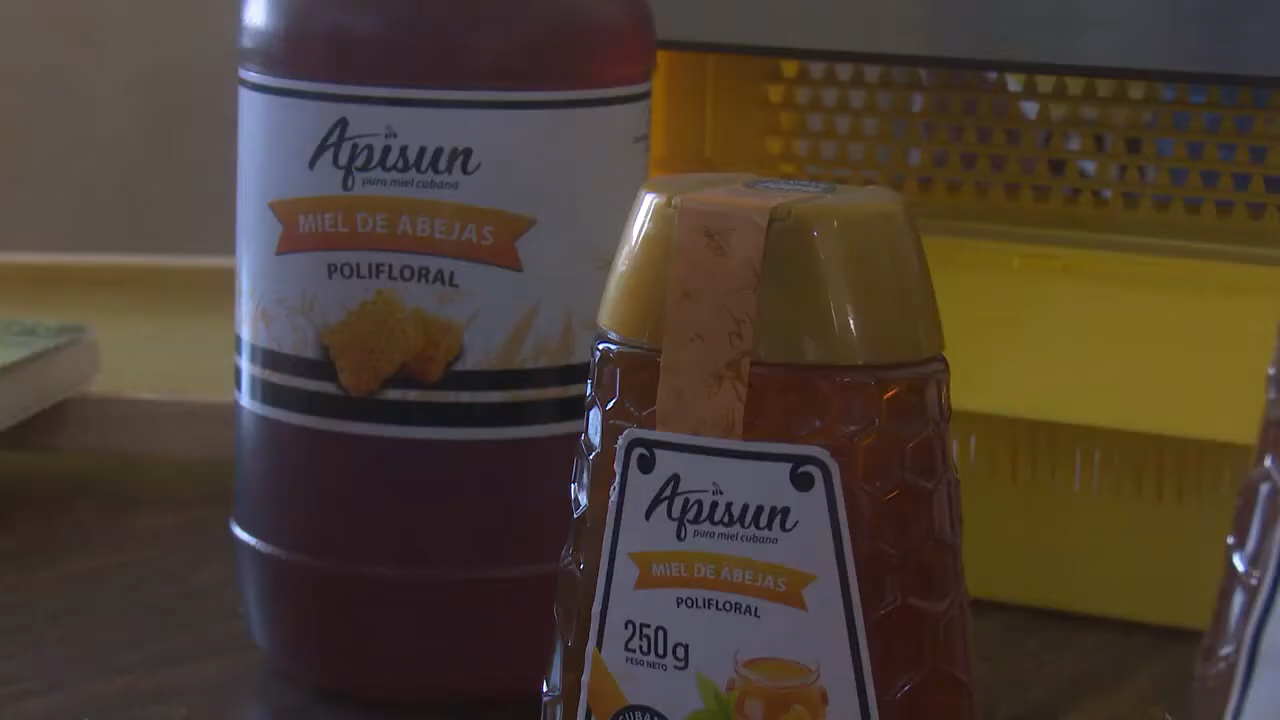 Apisun
pura miel cubana
MIEL DE ABEJAS
POLIFLORAL
Apisun
pura miel cubana
MIEL DE ABEJAS
POLIFLORAL
250g
PESO NETO